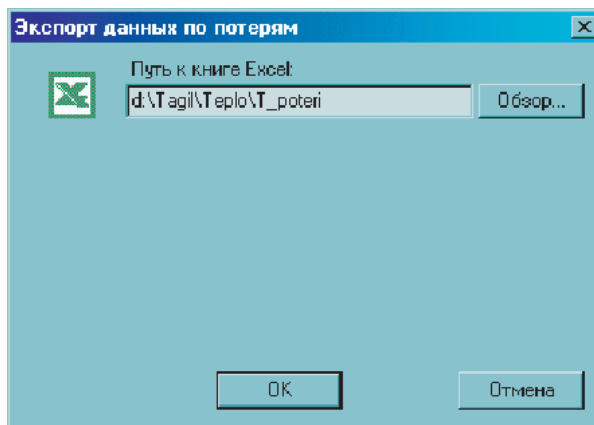 Экспорт данных по потерям
Путь к книге Excel:
d:\Tagil\Teplo\T_poteri
Обзор...
OK
Отмена